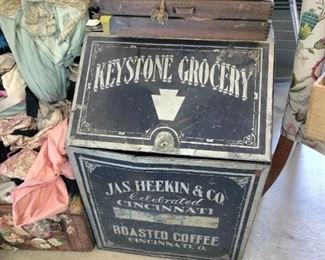 KEYSTONE GROCERY
JAS. HEEKIN & CO
Celebrated
CINCINNATI
ROASTED COFFEE
CINCINNATI, O.